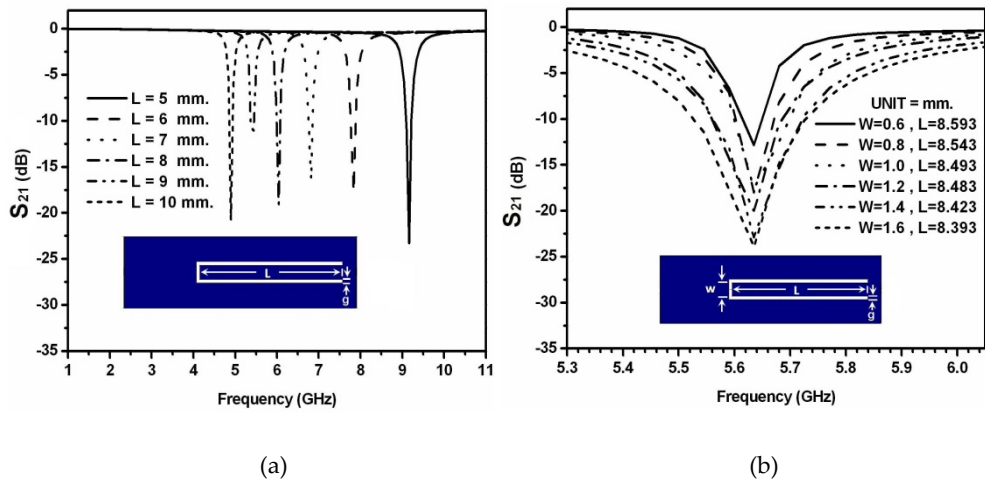 0
-5
-10
-15
-20
-25
-30
-35
S21 (dB)
L = 5 mm.
L = 6 mm.
L = 7 mm.
L = 8 mm.
L = 9 mm.
L = 10 mm.
L
g
1 2 3 4 5 6 7 8 9 10 11
Frequency (GHz)
(a)
0
-5
-10
-15
-20
-25
-30
-35
S21 (dB)
UNIT = mm.
W=0.6 , L=8.593
W=0.8 , L=8.543
W=1.0 , L=8.493
W=1.2 , L=8.483
W=1.4 , L=8.423
W=1.6 , L=8.393
w
L
g
5.3 5.4 5.5 5.6 5.7 5.8 5.9 6.0
Frequency (GHz)
(b)